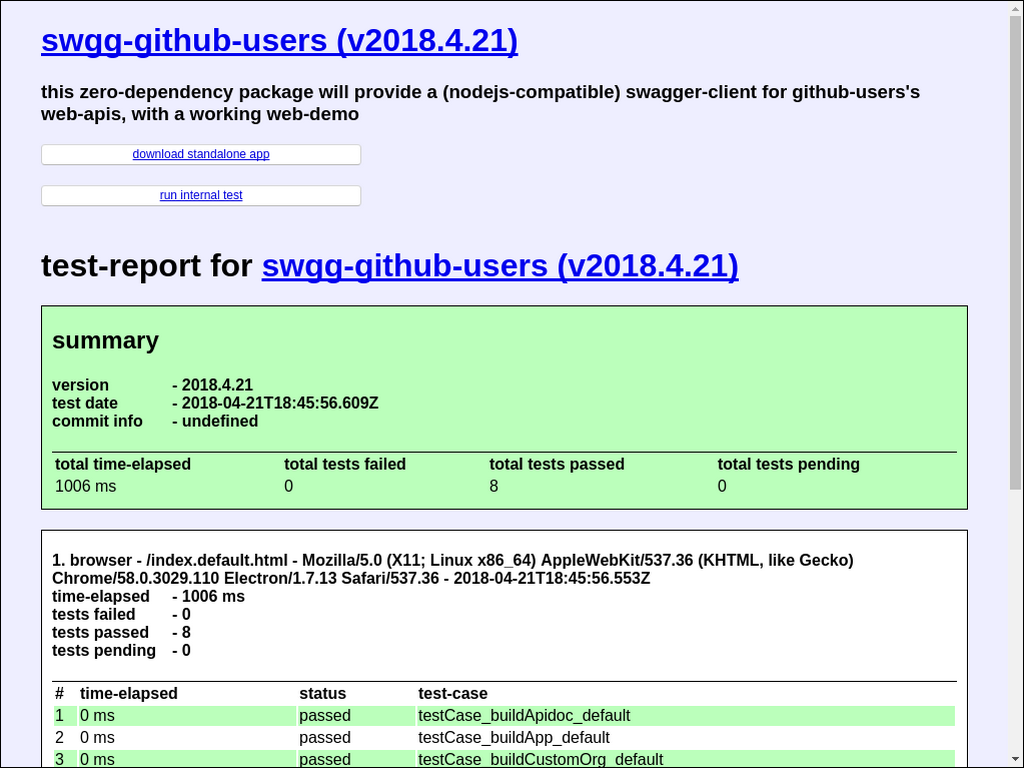 swgg-github-users (v2018.4.21)
this zero-dependency package will provide a (nodejs-compatible) swagger-client for github-users's
web-apis, with a working web-demo
download standalone app
run internal test
test-report for swgg-github-users (v2018.4.21)
summary
version - 2018.4.21
test date - 2018-04-21T18:45:56.609Z
commit info - undefined
total time-elapsed total tests failed total tests passed total tests pending
1006 ms 0 8 0
1. browser - /index.default.html - Mozilla/5.0 (X11; Linux x86_64) AppleWebKit/537.36 (KHTML, like Gecko)
Chrome/58.0.3029.110 Electron/1.7.13 Safari/537.36 - 2018-04-21T18:45:56.553Z
time-elapsed - 1006 ms
tests failed - 0
tests passed - 8
tests pending - 0
# time-elapsed status test-case
1 0 ms passed testCase_buildApidoc_default
2 0 ms passed testCase_buildApp_default
3 0 ms passed testCase_buildCustomOrg_default